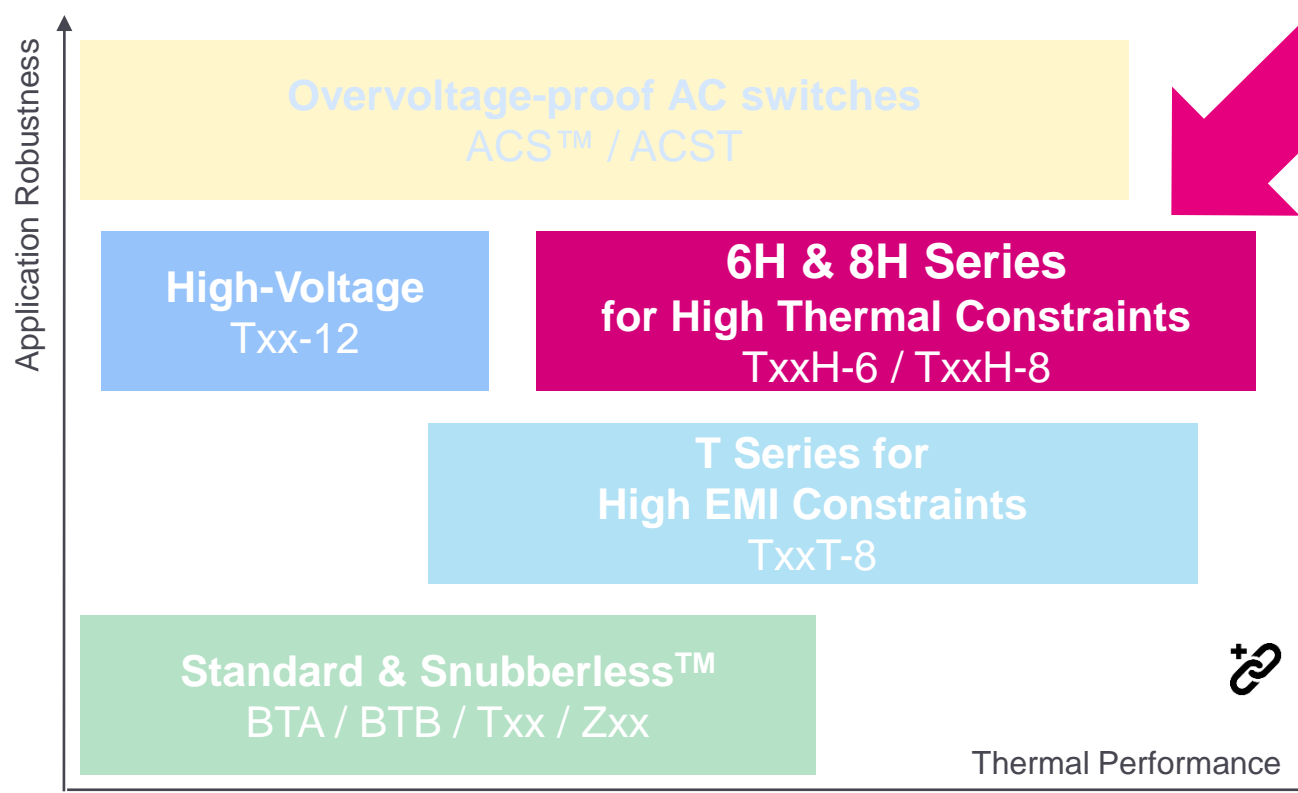 Application Robustness
Overvoltage-proof AC switches
ACS™ / ACST
High-Voltage
Txx-12
6H & 8H Series
for High Thermal Constraints
TxxH-6 / TxxH-8
T Series for
High EMI Constraints
TxxT-8
Standard & Snubberless™
BTA / BTB / Txx / Zxx
Thermal Performance